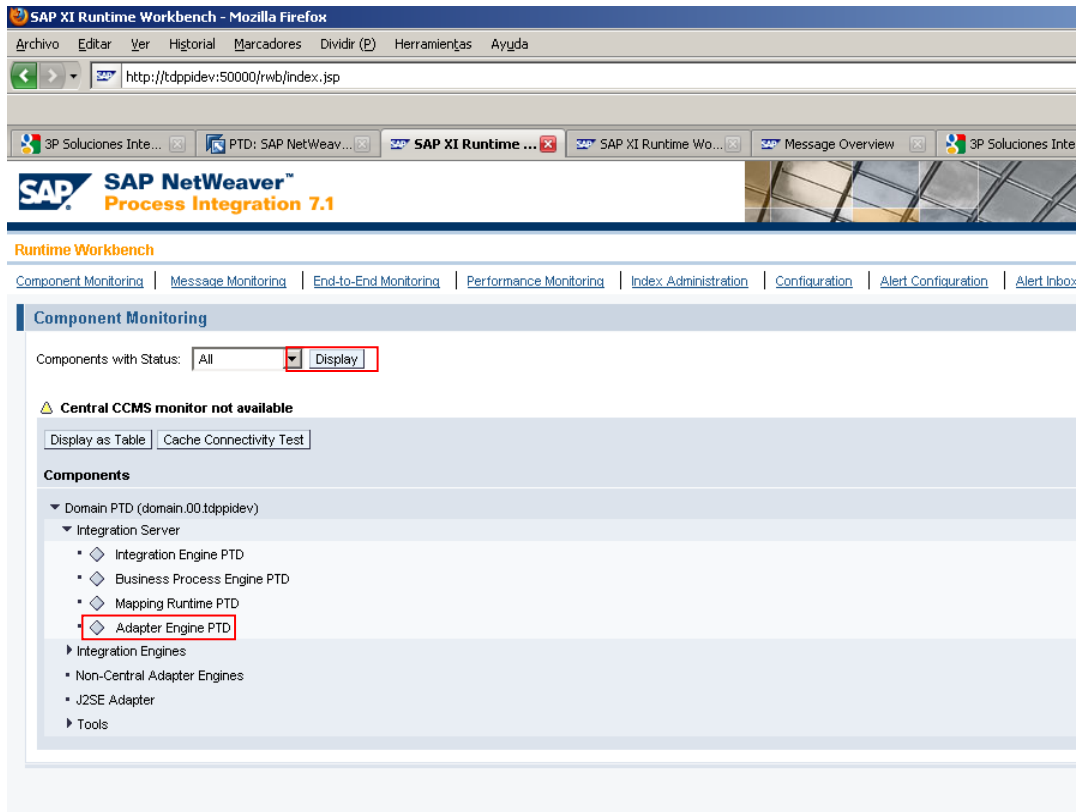 SAP XI Runtime Workbench - Mozilla Firefox
Archivo Editar Ver Historial Marcadores Dividir (P) Herramientas Ayuda
SAP http://tdppidev:50000/rwb/index.jsp
3P Soluciones Inte... PTD: SAP NetWeav... SAP XI Runtime ... SAP XI Runtime Wo... Message Overview 3P Soluciones Inte
SAP SAP NetWeaver™
Process Integration 7.1
Runtime Workbench
Component Monitoring Message Monitoring End-to-End Monitoring Performance Monitoring Index Administration Configuration Alert Configuration Alert Inbox
Component Monitoring
Components with Status: All Display
Central CCMS monitor not available
Display as Table Cache Connectivity Test
Components
Domain PTD (domain.00.tdppidev)
Integration Server
Integration Engine PTD
Business Process Engine PTD
Mapping Runtime PTD
Adapter Engine PTD
Integration Engines
Non-Central Adapter Engines
J2SE Adapter
Tools